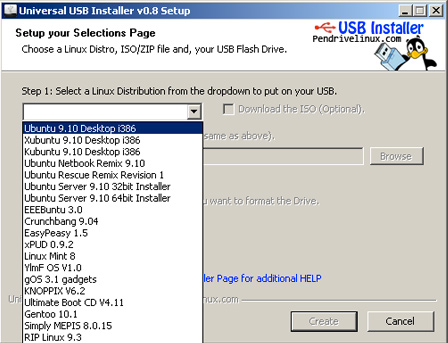 Universal USB Installer v0.8 Setup
Setup your Selections Page
Choose a Linux Distro, ISO/ZIP file and, your USB Flash Drive.
USB Installer
Pendrivelinux.com
Step 1: Select a Linux Distribution from the dropdown to put on your USB.
Download the ISO (Optional).
Ubuntu 9.10 Desktop i386
Xubuntu 9.10 Desktop i386
same as above).
Kubuntu 9.10 Desktop i386
Browse
Ubuntu Netbook Remix 9.10
Ubuntu Rescue Remix Revision 1
Ubuntu Server 9.10 32bit Installer
Ubuntu Server 9.10 64bit Installer
you want to format the Drive.
EEEBuntu 3.0
Crunchbang 9.04
EasyPeasy 1.5
xPUD 0.9.2
Linux Mint 8
YlmF OS V1.0
gOS 3.1 gadgets
Page for additional HELP
KNOPPIX V6.2
Ultimate Boot CD V4.11
Gentoo 10.1
Simply MEPIS 8.0.15
RIP Linux 9.3
Create
Cancel